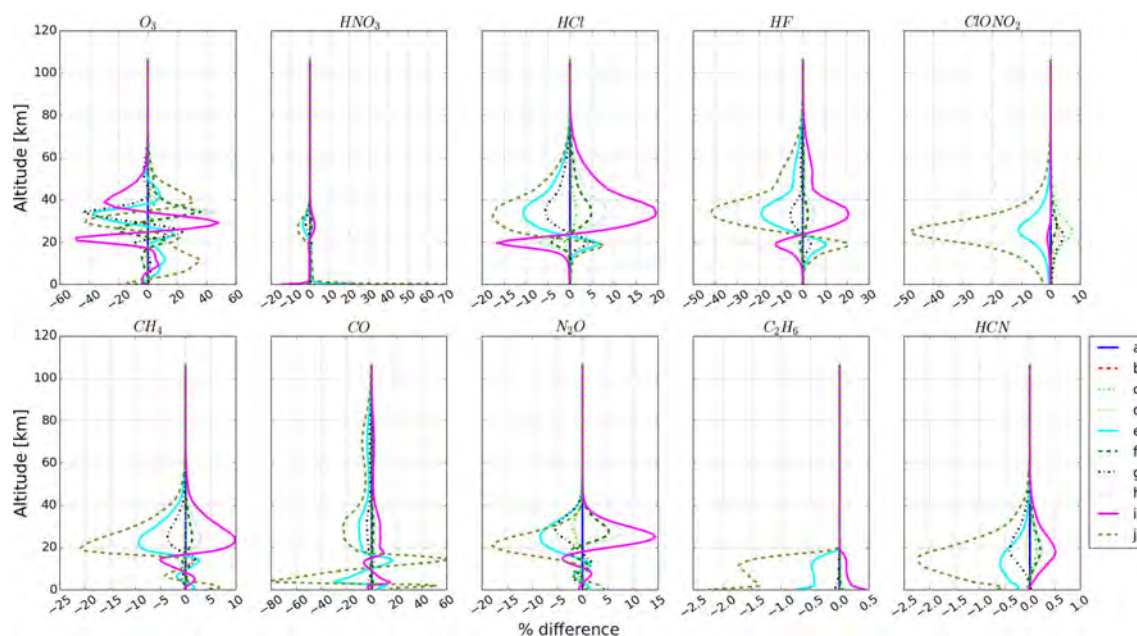 O3 HNO3 HCl HF ClONO2
Altitude [km]
120
100
80
60
40
20
0
−60 −40 −20 0 20 40 60
−20 −10 0 10 20 30 40 50 60 70
−20 −15 −10 −5 0 5 10 15 20
−50 −40 −30 −20 −10 0 10 20 30
−50 −40 −30 −20 −10 0 10
CH4 CO N2O C2H6 HCN
Altitude [km]
120
100
80
60
40
20
0
−25 −20 −15 −10 −5 0 5 10
−80 −60 −40 −20 0 20 40 60
−20 −15 −10 −5 0 5 10 15
−2.5 −2.0 −1.5 −1.0 −0.5 0.0 0.5
−2.5 −2.0 −1.5 −1.0 −0.5 0.0 0.5 1.0
% difference
a
b
e
f
g
i
j